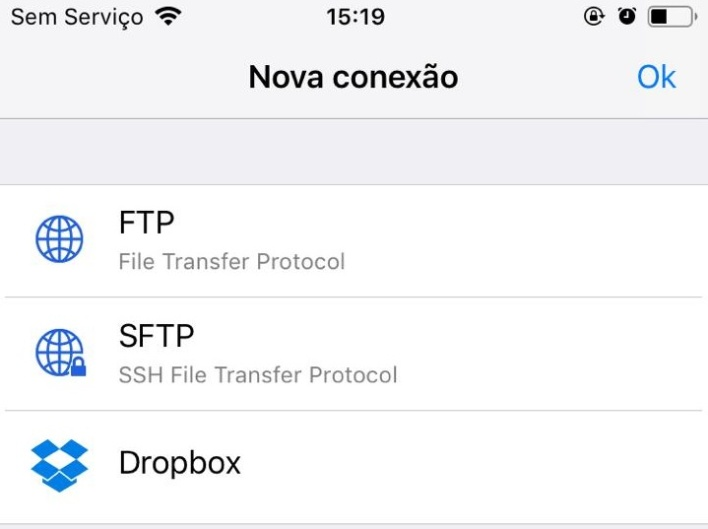 Sem Serviço 15:19
Nova conexão Ok
FTP
File Transfer Protocol
SFTP
SSH File Transfer Protocol
Dropbox